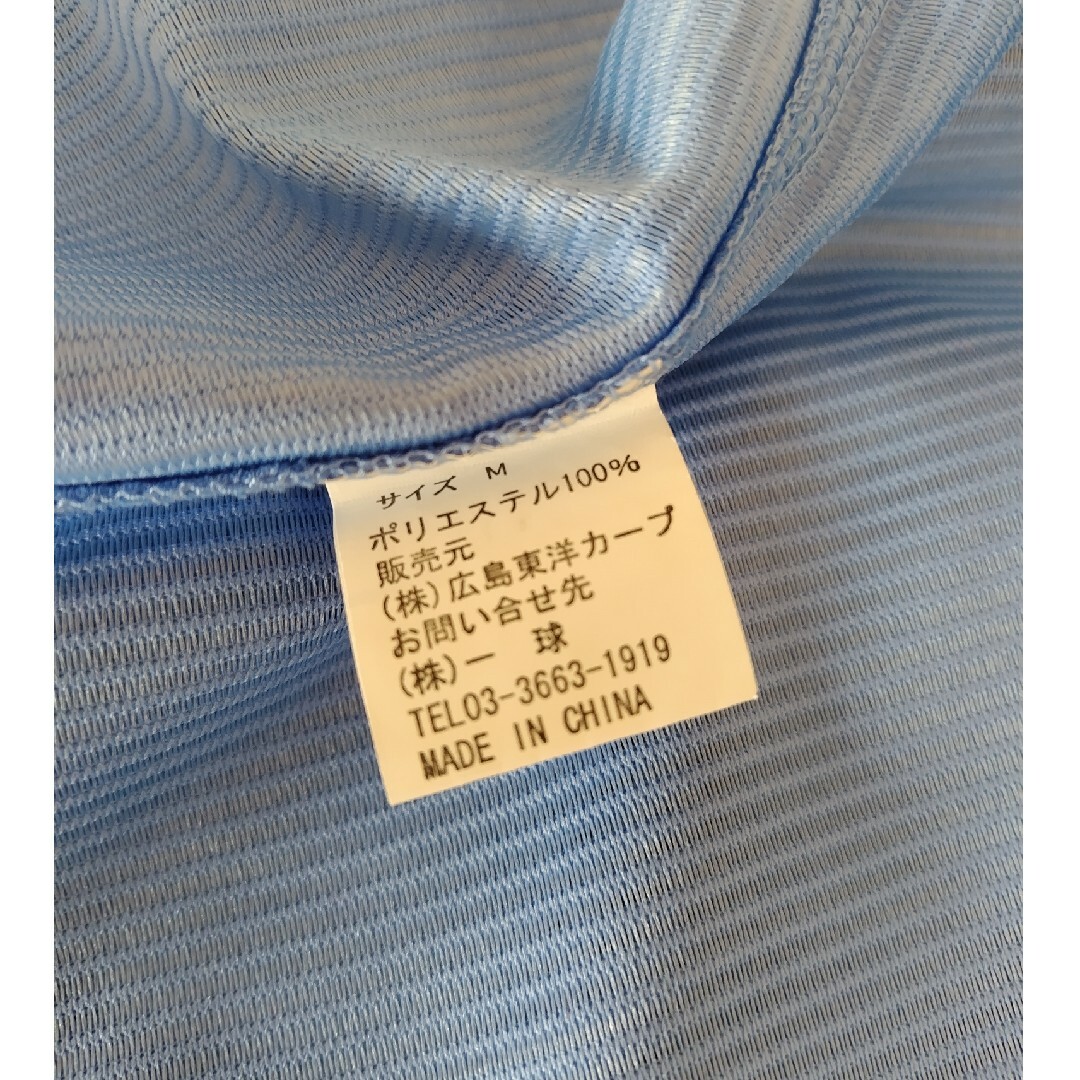 サイズ M
ポリエステル100%
販売元
(株)広島東洋カープ
お問い合せ先
(株)一 球
TEL03-3663-1919
MADE IN CHINA